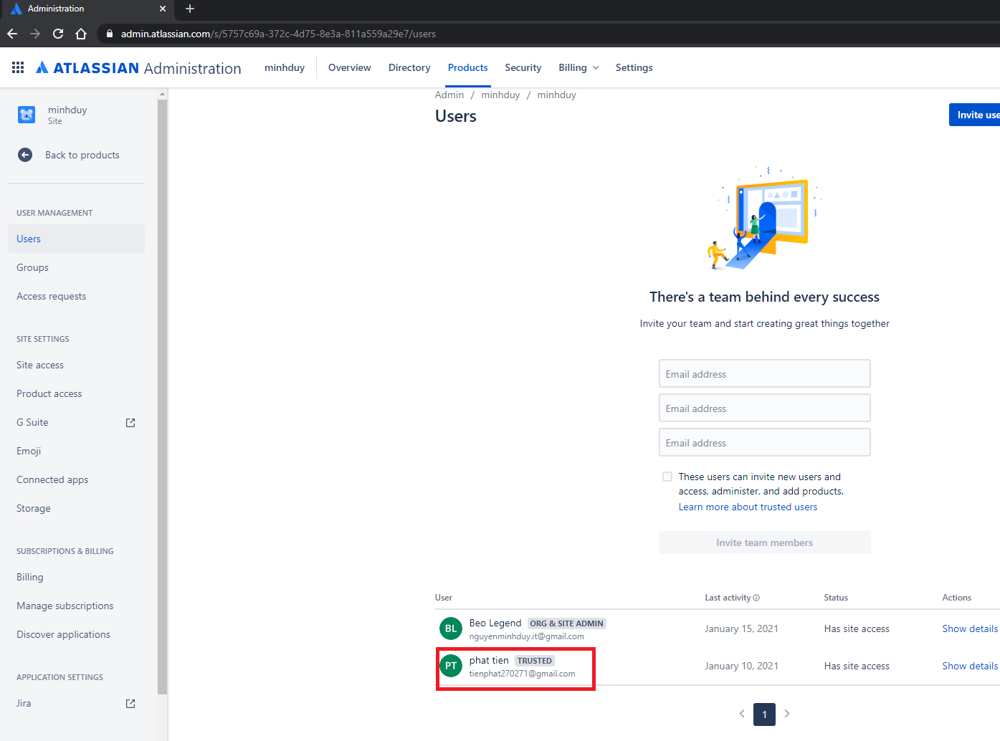 Administration
admin.atlassian.com/s/5757c69a-372c-4d75-8e3a-811a559a29e7/users
ATLASSIAN Administration
minhduy
Overview
Directory
Products
Security
Billing
Settings
minhduy
Site
Back to products
USER MANAGEMENT
Users
Groups
Access requests
SITE SETTINGS
Site access
Product access
G Suite
Emoji
Connected apps
Storage
SUBSCRIPTIONS & BILLING
Billing
Manage subscriptions
Discover applications
APPLICATION SETTINGS
Jira
Admin / minhduy / minhduy
Users
Invite use
There's a team behind every success
Invite your team and start creating great things together
Email address
Email address
Email address
These users can invite new users and
access, administer, and add products.
Learn more about trusted users
Invite team members
User Last activity Status Actions
BL Beo Legend ORG & SITE ADMIN
nguyenminhduy.it@gmail.com
January 15, 2021 Has site access Show details
PT phat tien TRUSTED
tienphat270271@gmail.com
January 10, 2021 Has site access Show details
1